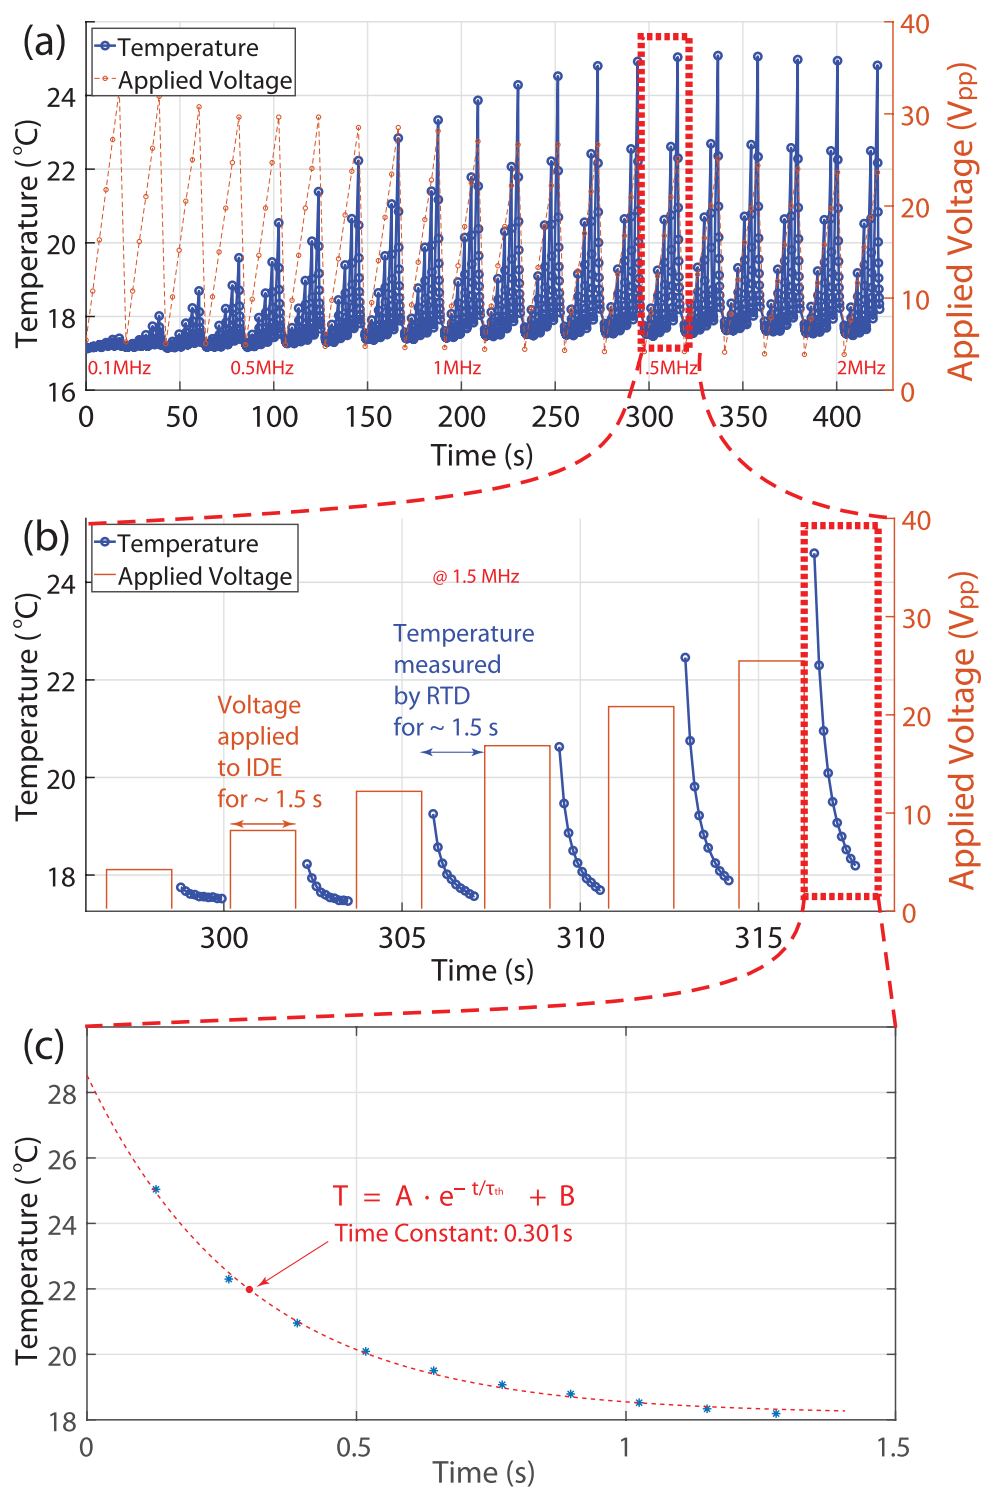 (a)
Temperature
Applied Voltage
Temperature (°C)
24
22
20
18
16
40
30
20
10
0
Applied Voltage (Vpp)
0.1MHz
0.5MHz
1MHz
1.5MHz
2MHz
0 50 100 150 200 250 300 350 400
Time (s)
(b)
Temperature
Applied Voltage
@ 1.5 MHz
Temperature
measured
by RTD
for ~ 1.5 s
Voltage
applied
to IDE
for ~ 1.5 s
Temperature (°C)
24
22
20
18
40
30
20
10
0
Applied Voltage (Vpp)
300 305 310 315
Time (s)
(c)
Temperature (°C)
28
26
24
22
20
18
T = A · e^(− t/τth) + B
Time Constant: 0.301s
0 0.5 1 1.5
Time (s)